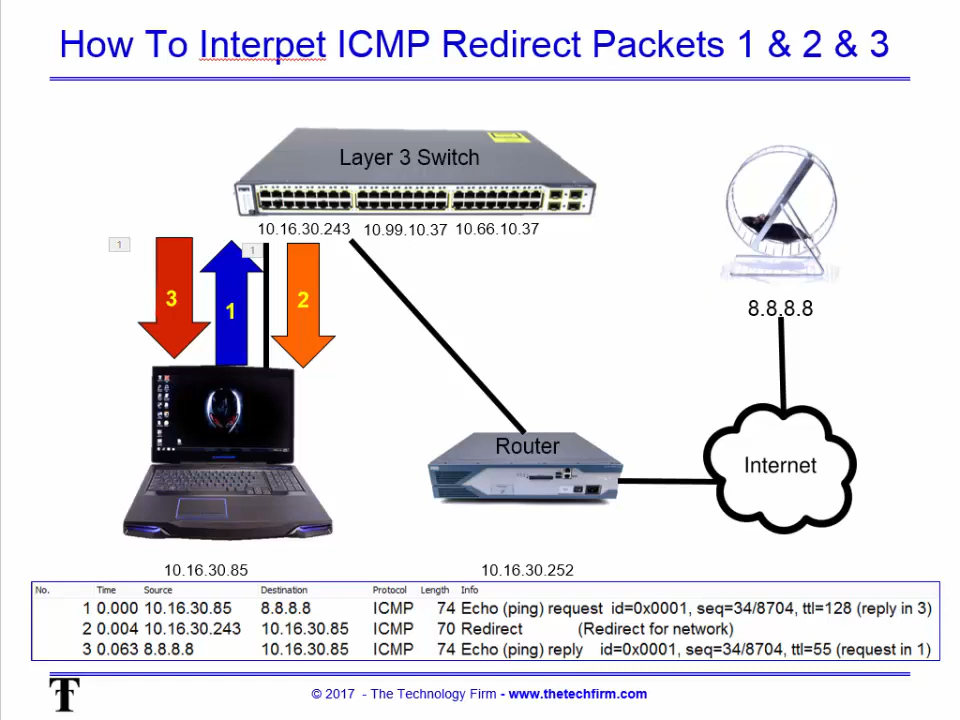 How To Interpet ICMP Redirect Packets 1 & 2 & 3
Layer 3 Switch
10.16.30.243 10.99.10.37 10.66.10.37
1
1
3
1
2
8.8.8.8
Router
Internet
10.16.30.85
10.16.30.252
No. Time Source Destination Protocol Length Info
1 0.000 10.16.30.85 8.8.8.8 ICMP 74 Echo (ping) request id=0x0001, seq=34/8704, ttl=128 (reply in 3)
2 0.004 10.16.30.243 10.16.30.85 ICMP 70 Redirect (Redirect for network)
3 0.063 8.8.8.8 10.16.30.85 ICMP 74 Echo (ping) reply id=0x0001, seq=34/8704, ttl=55 (request in 1)
T
© 2017 - The Technology Firm - www.thetechfirm.com